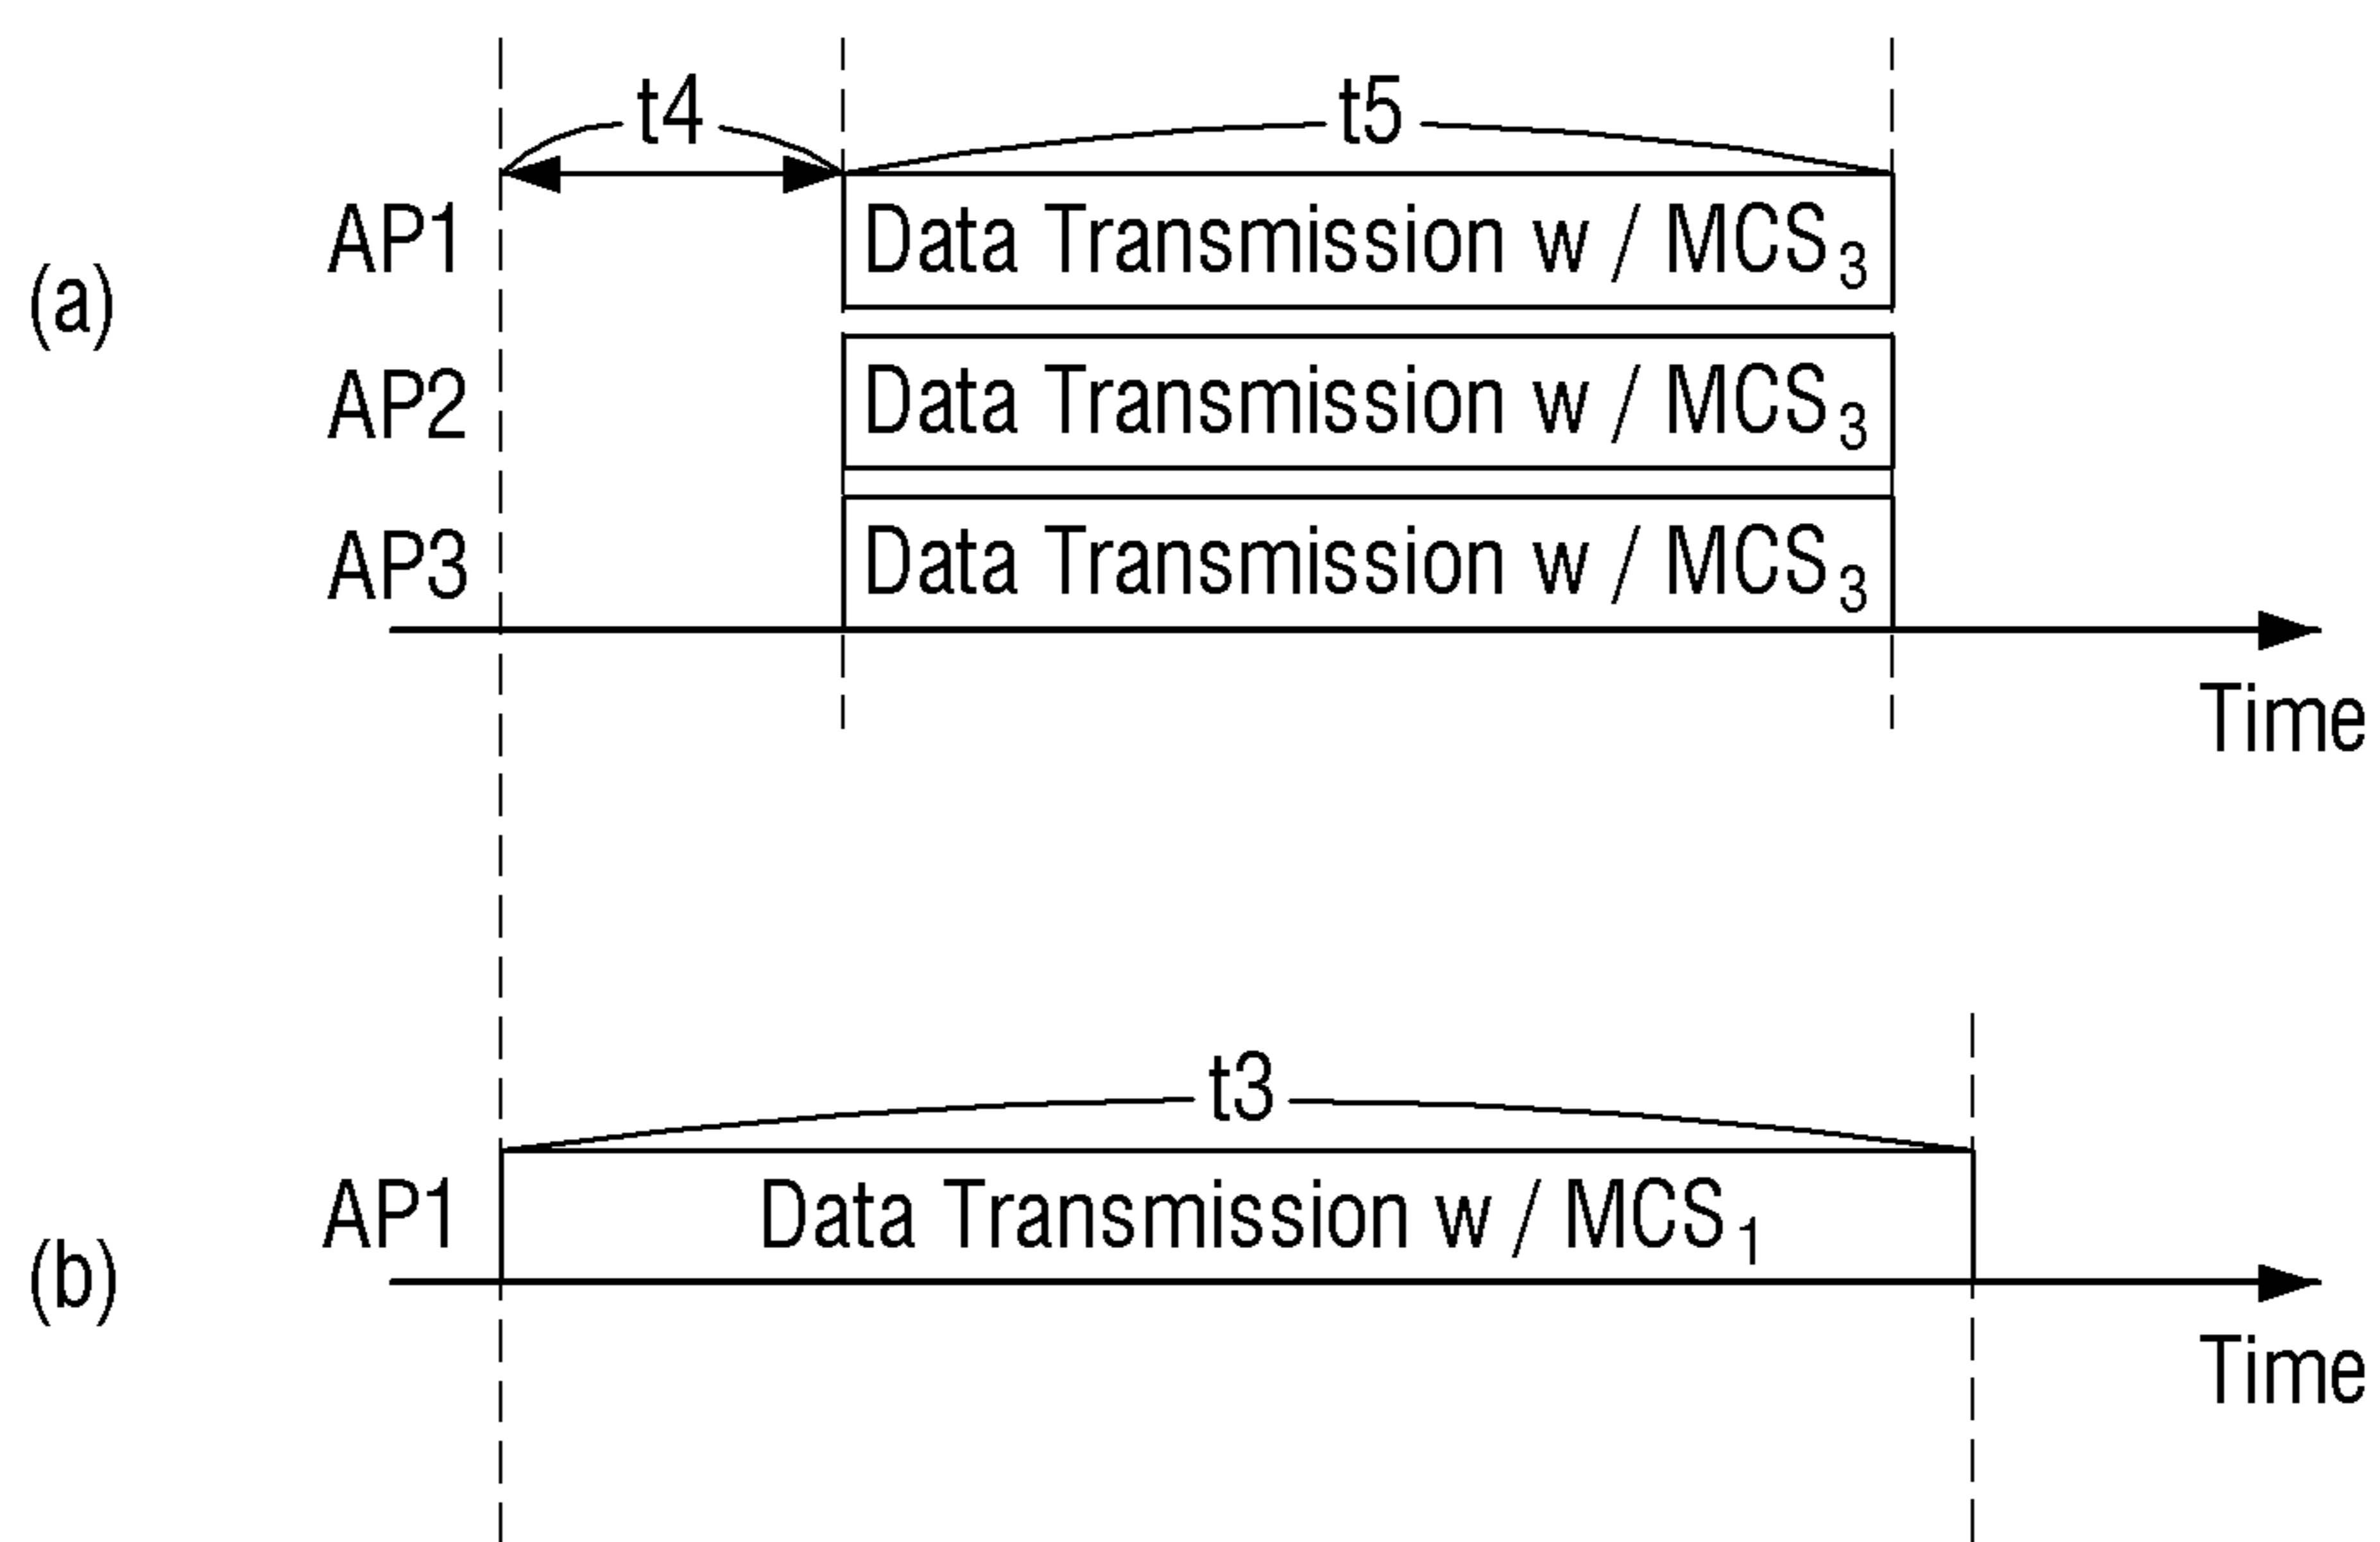 t4 t5
AP1 Data Transmission w / MCS3
(a)
AP2 Data Transmission w / MCS3
AP3 Data Transmission w / MCS3
Time
t3
AP1 Data Transmission w / MCS1
(b)
Time